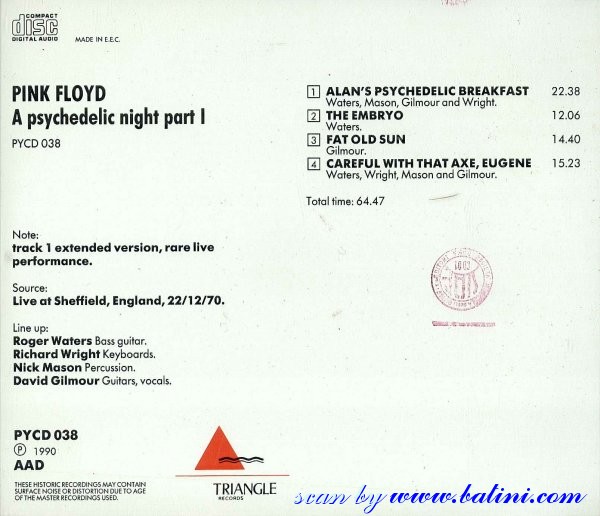 COMPACT
disc
DIGITAL AUDIO
MADE IN E.E.C.
PINK FLOYD
A psychedelic night part I
PYCD 038
1 ALAN'S PSYCHEDELIC BREAKFAST 22.38
Waters, Mason, Gilmour and Wright.
2 THE EMBRYO 12.06
Waters.
3 FAT OLD SUN 14.40
Gilmour.
4 CAREFUL WITH THAT AXE, EUGENE 15.23
Waters, Wright, Mason and Gilmour.
Total time: 64.47
Note:
track 1 extended version, rare live
performance.
Source:
Live at Sheffield, England, 22/12/70.
Line up:
Roger Waters Bass guitar.
Richard Wright Keyboards.
Nick Mason Percussion.
David Gilmour Guitars, vocals.
PYCD 038
℗ 1990
AAD
THESE HISTORIC RECORDINGS MAY CONTAIN
SURFACE NOISE OR DISTORTION DUE TO AGE
OF THE MASTER RECORDINGS USED.
TRIANGLE
RECORDS
scan by www.batini.com